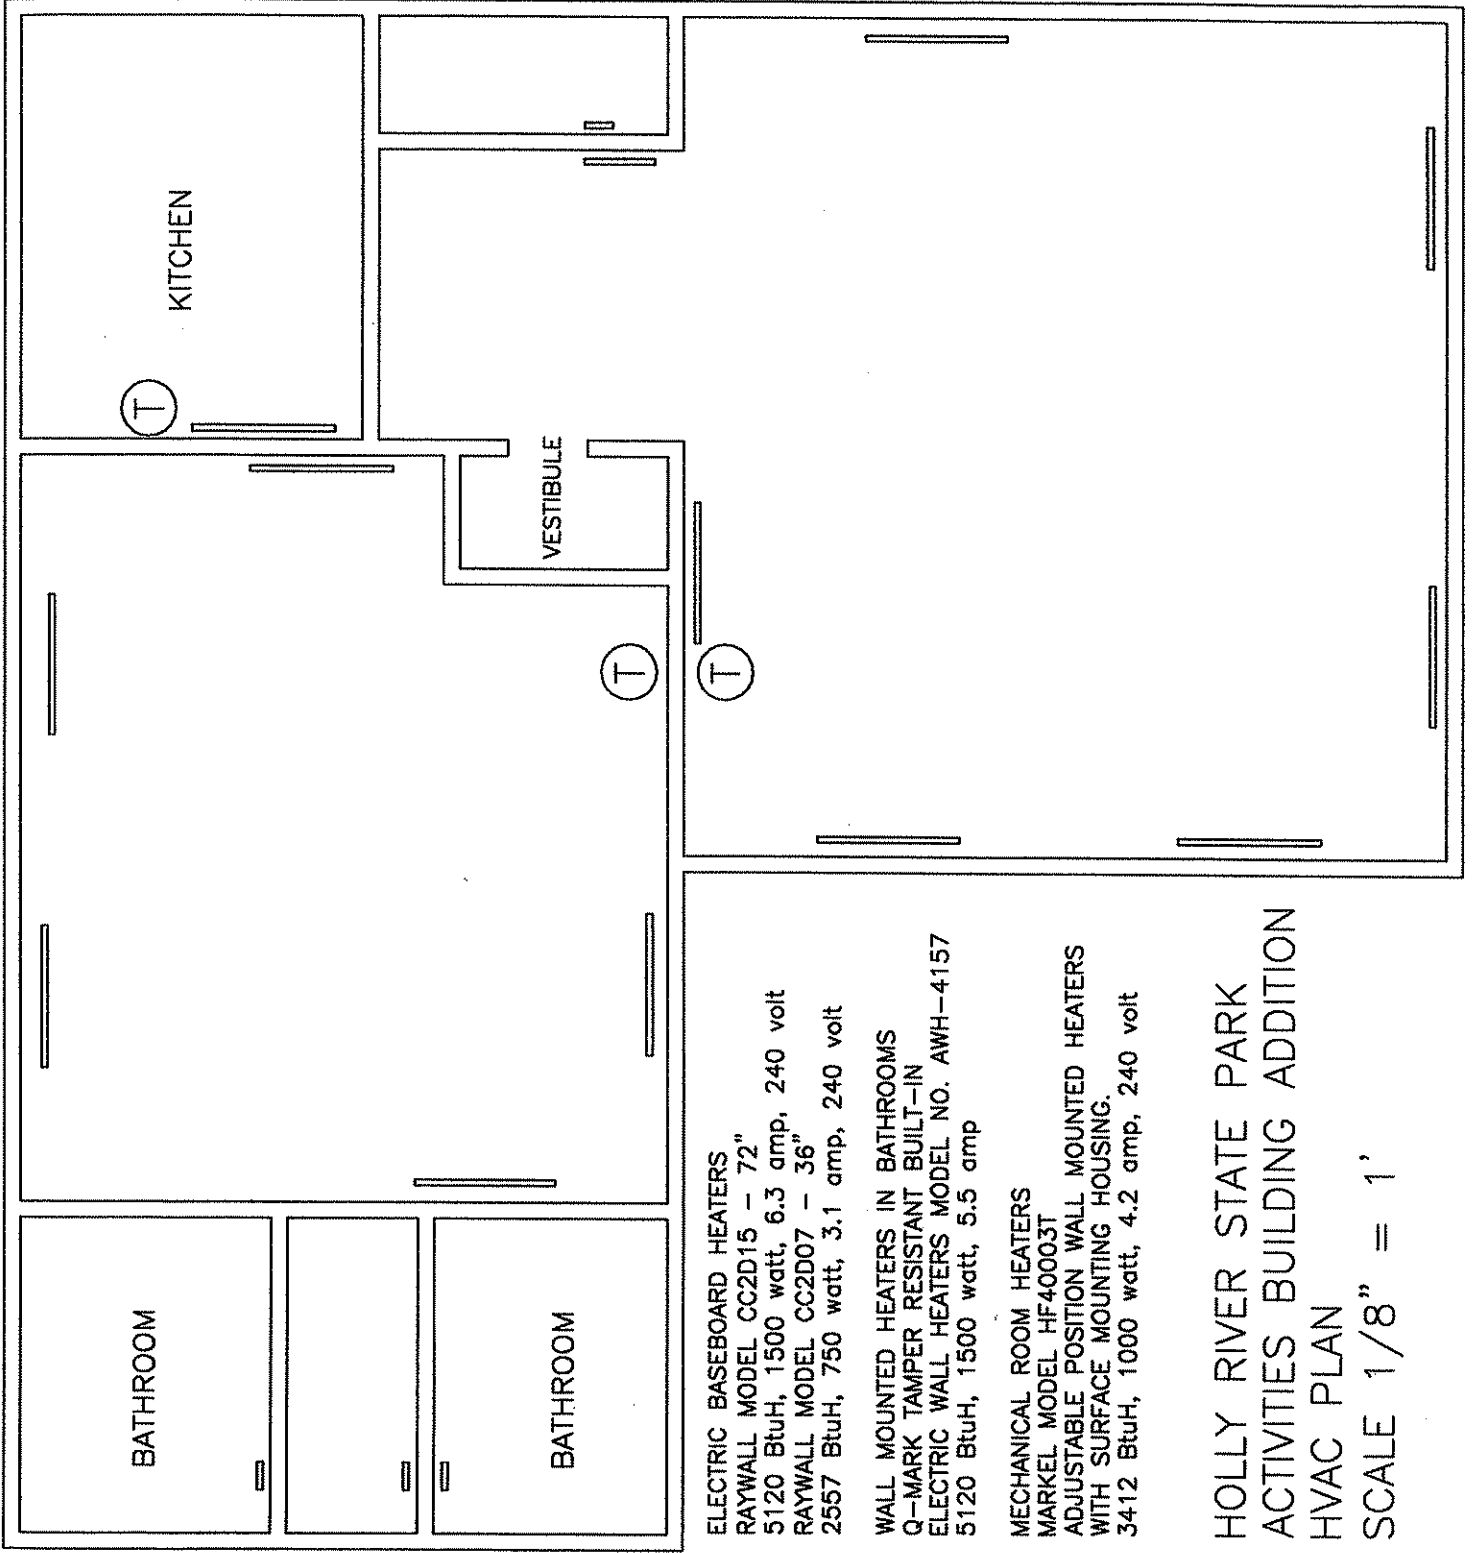 KITCHEN
T
VESTIBULE
T
T
BATHROOM
BATHROOM
ELECTRIC BASEBOARD HEATERS
RAYWALL MODEL CC2D15 - 72"
5120 BtuH, 1500 watt, 6.3 amp, 240 volt
RAYWALL MODEL CC2D07 - 36"
2557 BtuH, 750 watt, 3.1 amp, 240 volt
WALL MOUNTED HEATERS IN BATHROOMS
Q-MARK TAMPER RESISTANT BUILT-IN
ELECTRIC WALL HEATERS MODEL NO. AWH-4157
5120 BtuH, 1500 watt, 5.5 amp
MECHANICAL ROOM HEATERS
MARKEL MODEL HF40003T
ADJUSTABLE POSITION WALL MOUNTED HEATERS
WITH SURFACE MOUNTING HOUSING.
3412 BtuH, 1000 watt, 4.2 amp, 240 volt
HOLLY RIVER STATE PARK
ACTIVITIES BUILDING ADDITION
HVAC PLAN
SCALE 1/8" = 1'